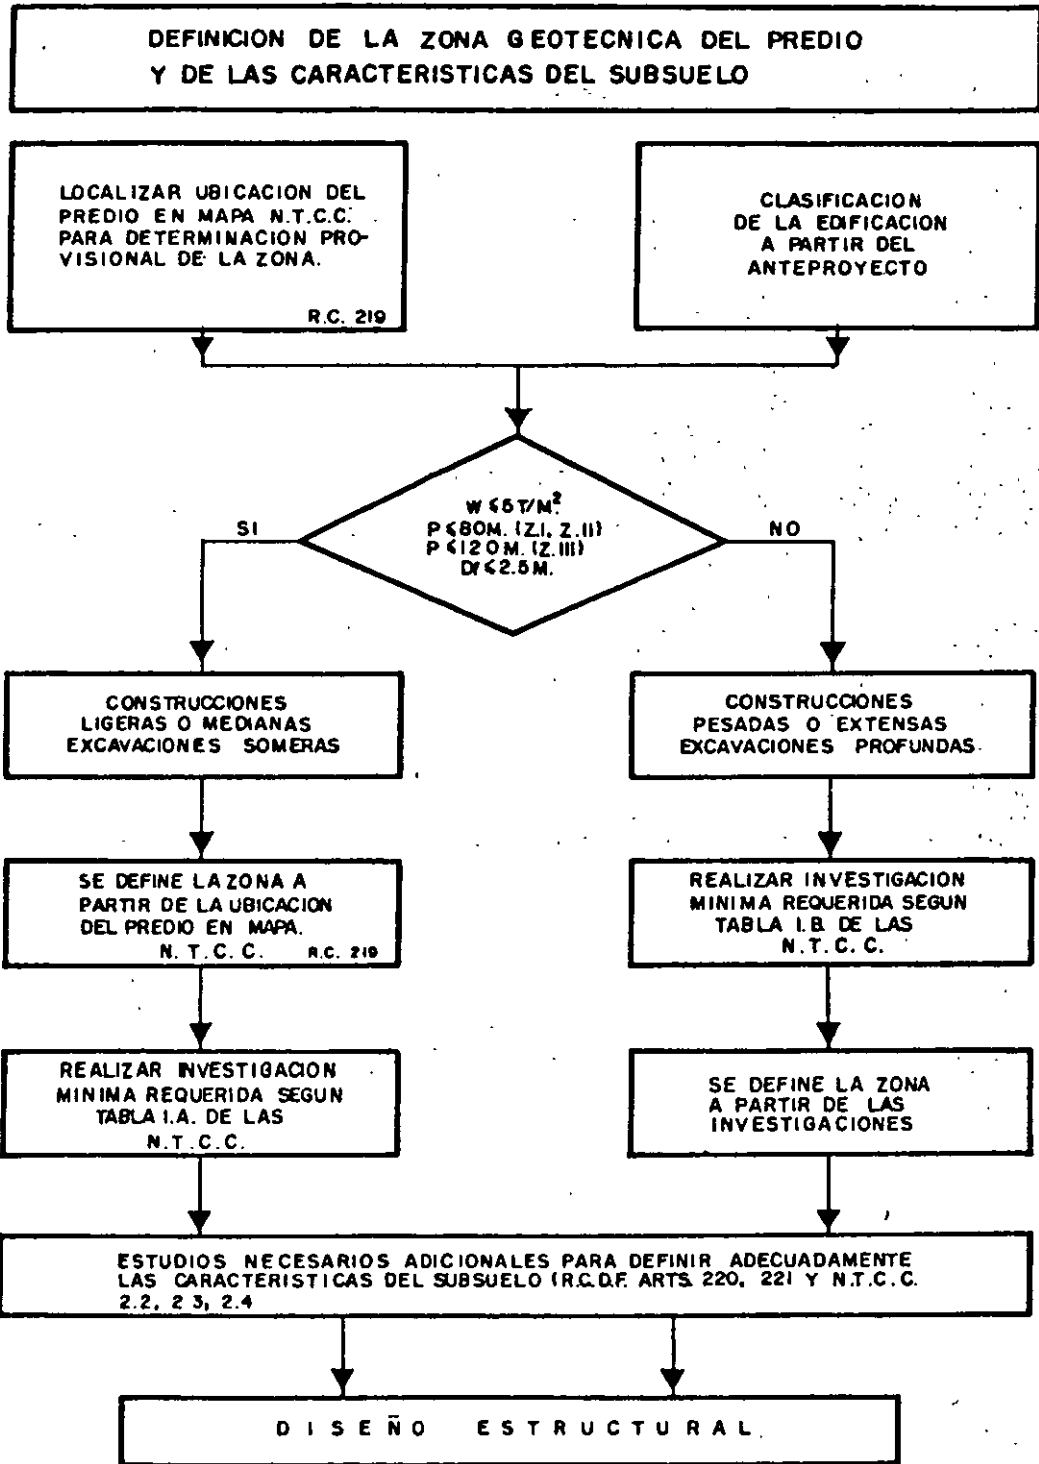 DEFINICION DE LA ZONA GEOTECNICA DEL PREDIO
Y DE LAS CARACTERISTICAS DEL SUBSUELO
LOCALIZAR UBICACION DEL
PREDIO EN MAPA N.T.C.C.
PARA DETERMINACION PRO-
VISIONAL DE LA ZONA.
R.C. 219
CLASIFICACION
DE LA EDIFICACION
A PARTIR DEL
ANTEPROYECTO
W ≤ 5 T/M.²
P ≤ 80M. (Z.I, Z.II)
P ≤ 120M. (Z.III)
Df ≤ 2.5M.
SI
NO
CONSTRUCCIONES
LIGERAS O MEDIANAS
EXCAVACIONES SOMERAS
CONSTRUCCIONES
PESADAS O EXTENSAS
EXCAVACIONES PROFUNDAS.
SE DEFINE LA ZONA A
PARTIR DE LA UBICACION
DEL PREDIO EN MAPA.
N. T. C. C. R.C. 219
REALIZAR INVESTIGACION
MINIMA REQUERIDA SEGUN
TABLA I.B. DE LAS
N. T. C. C.
REALIZAR INVESTIGACION
MINIMA REQUERIDA SEGUN
TABLA I.A. DE LAS
N. T. C. C.
SE DEFINE LA ZONA
A PARTIR DE LAS
INVESTIGACIONES
ESTUDIOS NECESARIOS ADICIONALES PARA DEFINIR ADECUADAMENTE
LAS CARACTERISTICAS DEL SUBSUELO (R.C.D.F. ARTS. 220, 221 Y N.T.C.C.
2.2, 2 3, 2.4
DISEÑO ESTRUCTURAL